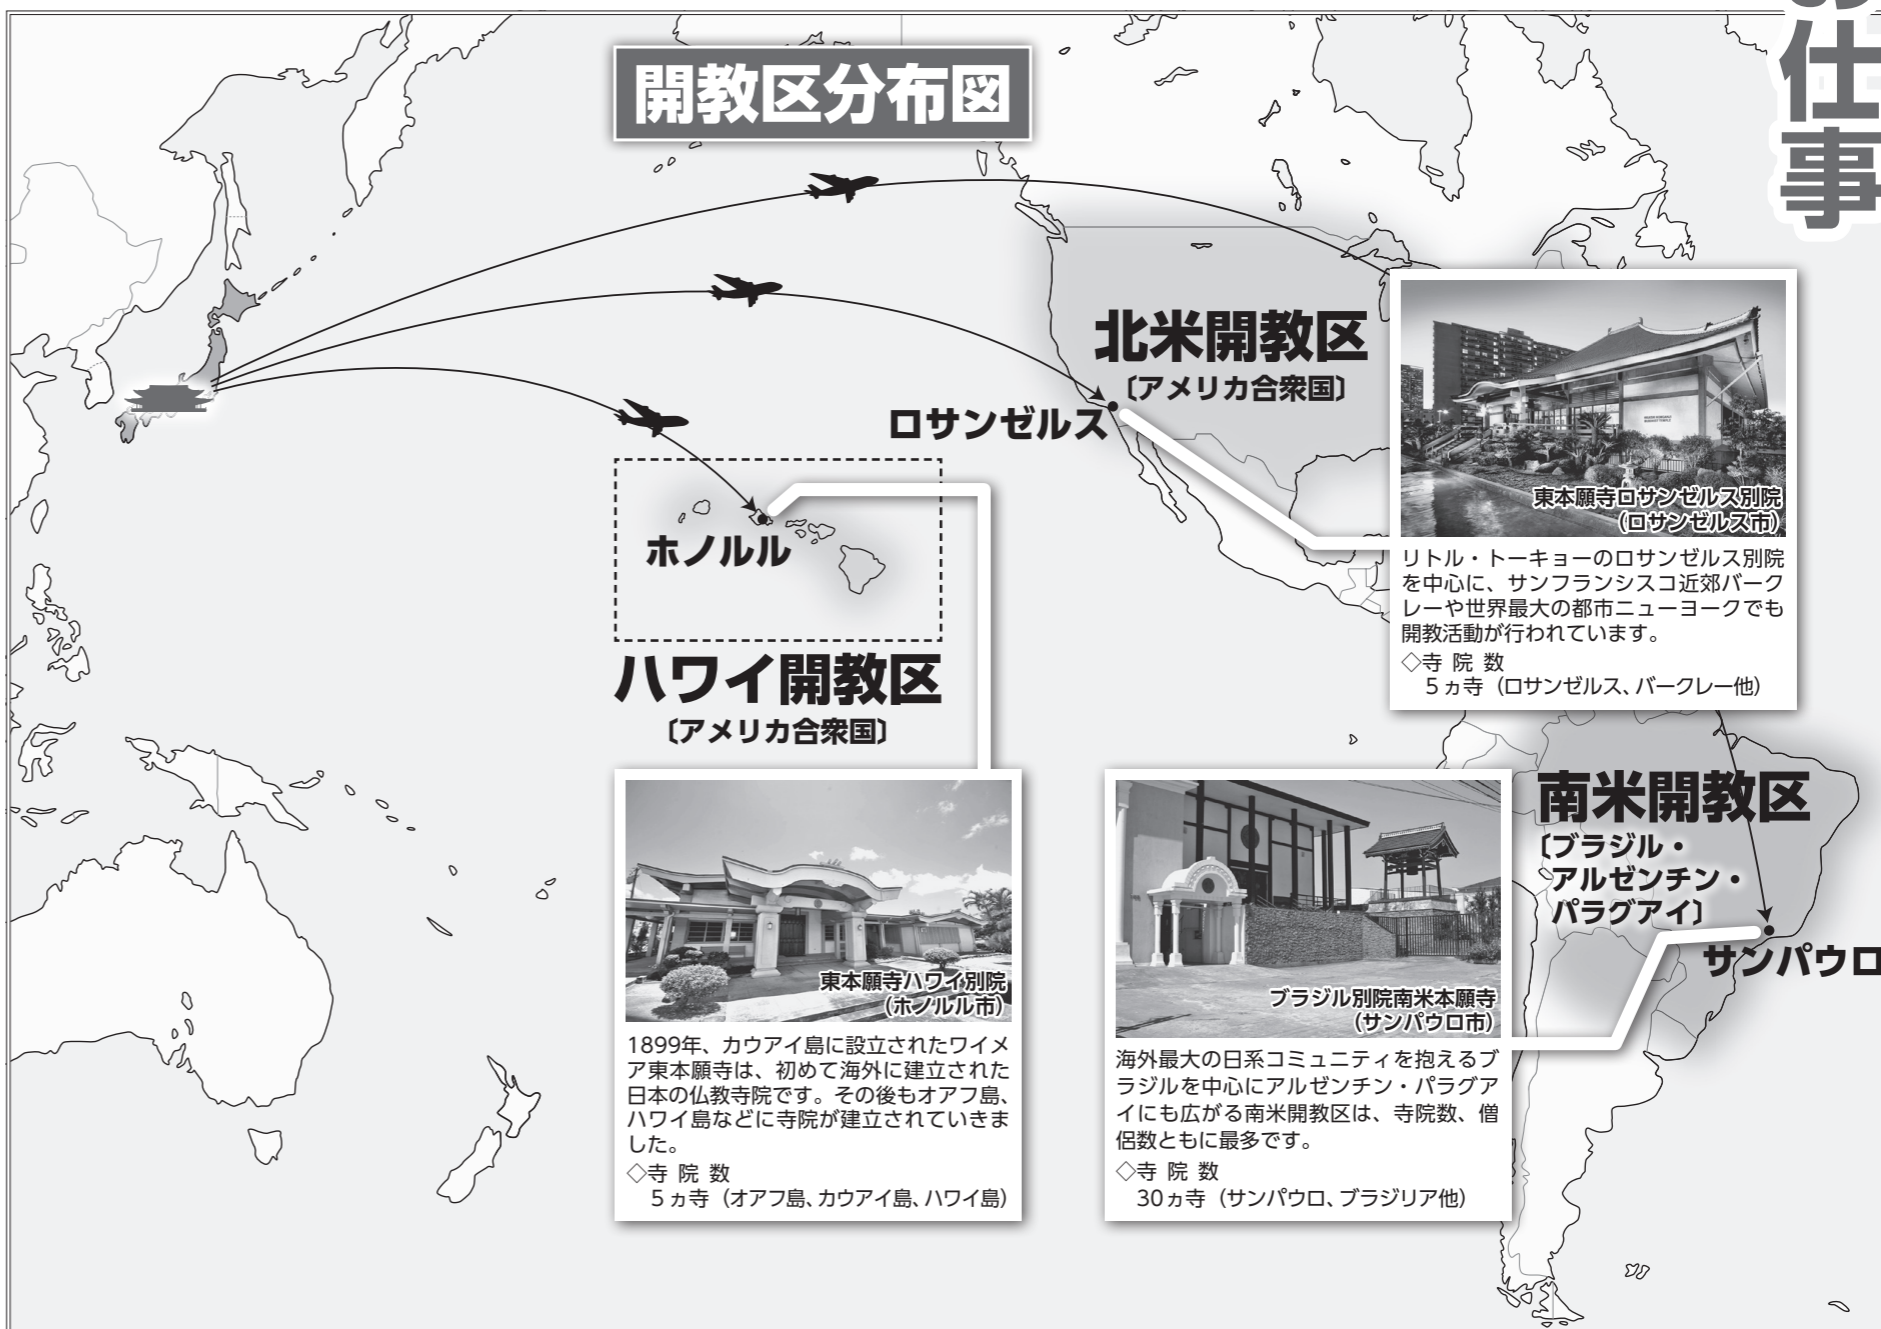 お仕事
開教区分布図
北米開教区
〔アメリカ合衆国〕
ロサンゼルス
東本願寺ロサンゼルス別院
（ロサンゼルス市）
リトル・トーキョーのロサンゼルス別院
を中心に、サンフランシスコ近郊バーク
レーや世界最大の都市ニューヨークでも
開教活動が行われています。
◇寺 院 数
5ヵ寺（ロサンゼルス、バークレー他）
ホノルル
ハワイ開教区
〔アメリカ合衆国〕
東本願寺ハワイ別院
（ホノルル市）
1899年、カウアイ島に設立されたワイメ
ア東本願寺は、初めて海外に建立された
日本の仏教寺院です。その後もオアフ島、
ハワイ島などに寺院が建立されていきま
した。
◇寺 院 数
5ヵ寺（オアフ島、カウアイ島、ハワイ島）
南米開教区
〔ブラジル・
アルゼンチン・
パラグアイ〕
サンパウロ
ブラジル別院南米本願寺
（サンパウロ市）
海外最大の日系コミュニティを抱えるブ
ラジルを中心にアルゼンチン・パラグア
イにも広がる南米開教区は、寺院数、僧
侶数ともに最多です。
◇寺 院 数
30ヵ寺（サンパウロ、ブラジリア他）